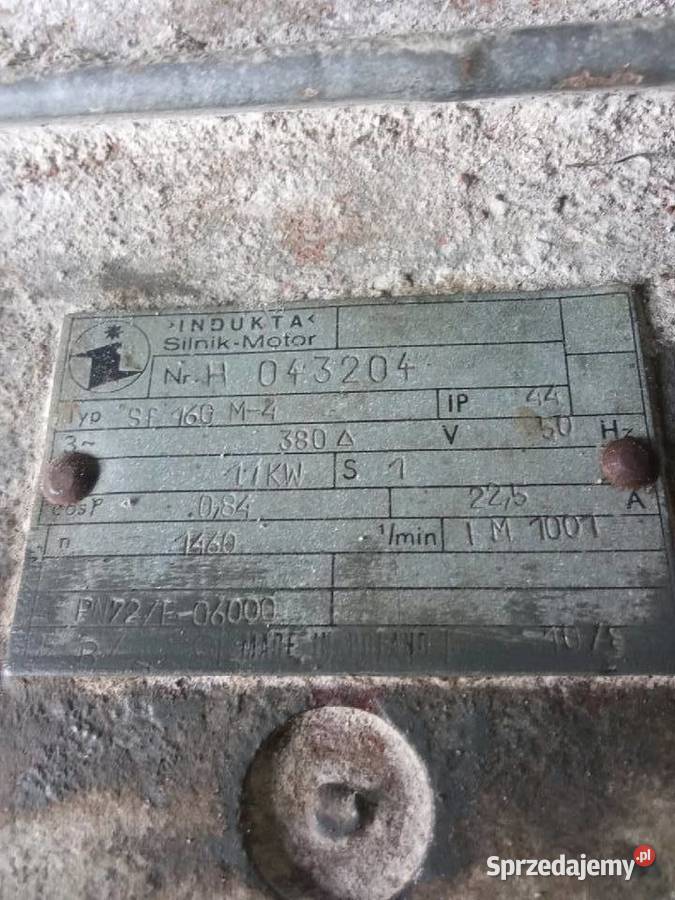 >INDUKTA<
Silnik-Motor
Nr. H 043204
Typ Sf 160 M-4 IP 44
3~ 380 Δ V 50 Hz
11 KW S 1
cos φ 0,84 22,5 A
n 1460 1/min I M 1001
PN72/E-06000
B MADE IN POLAND 10/
Sprzedajemy.pl